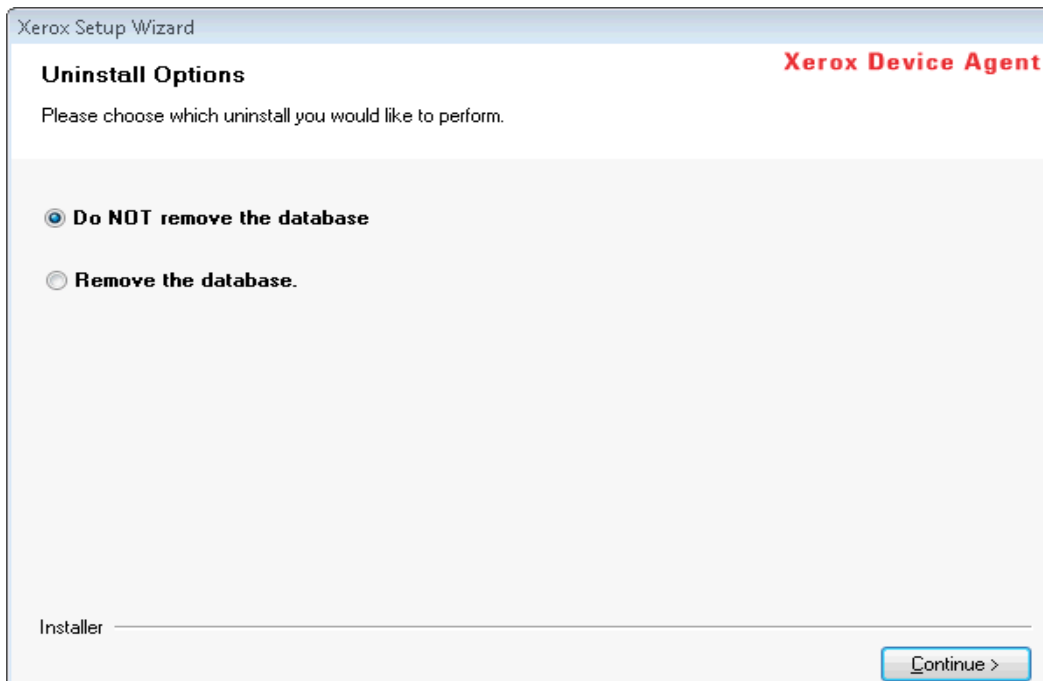 Xerox Setup Wizard
Xerox Device Agent
Uninstall Options
Please choose which uninstall you would like to perform.
Do NOT remove the database
Remove the database.
Installer
Continue >